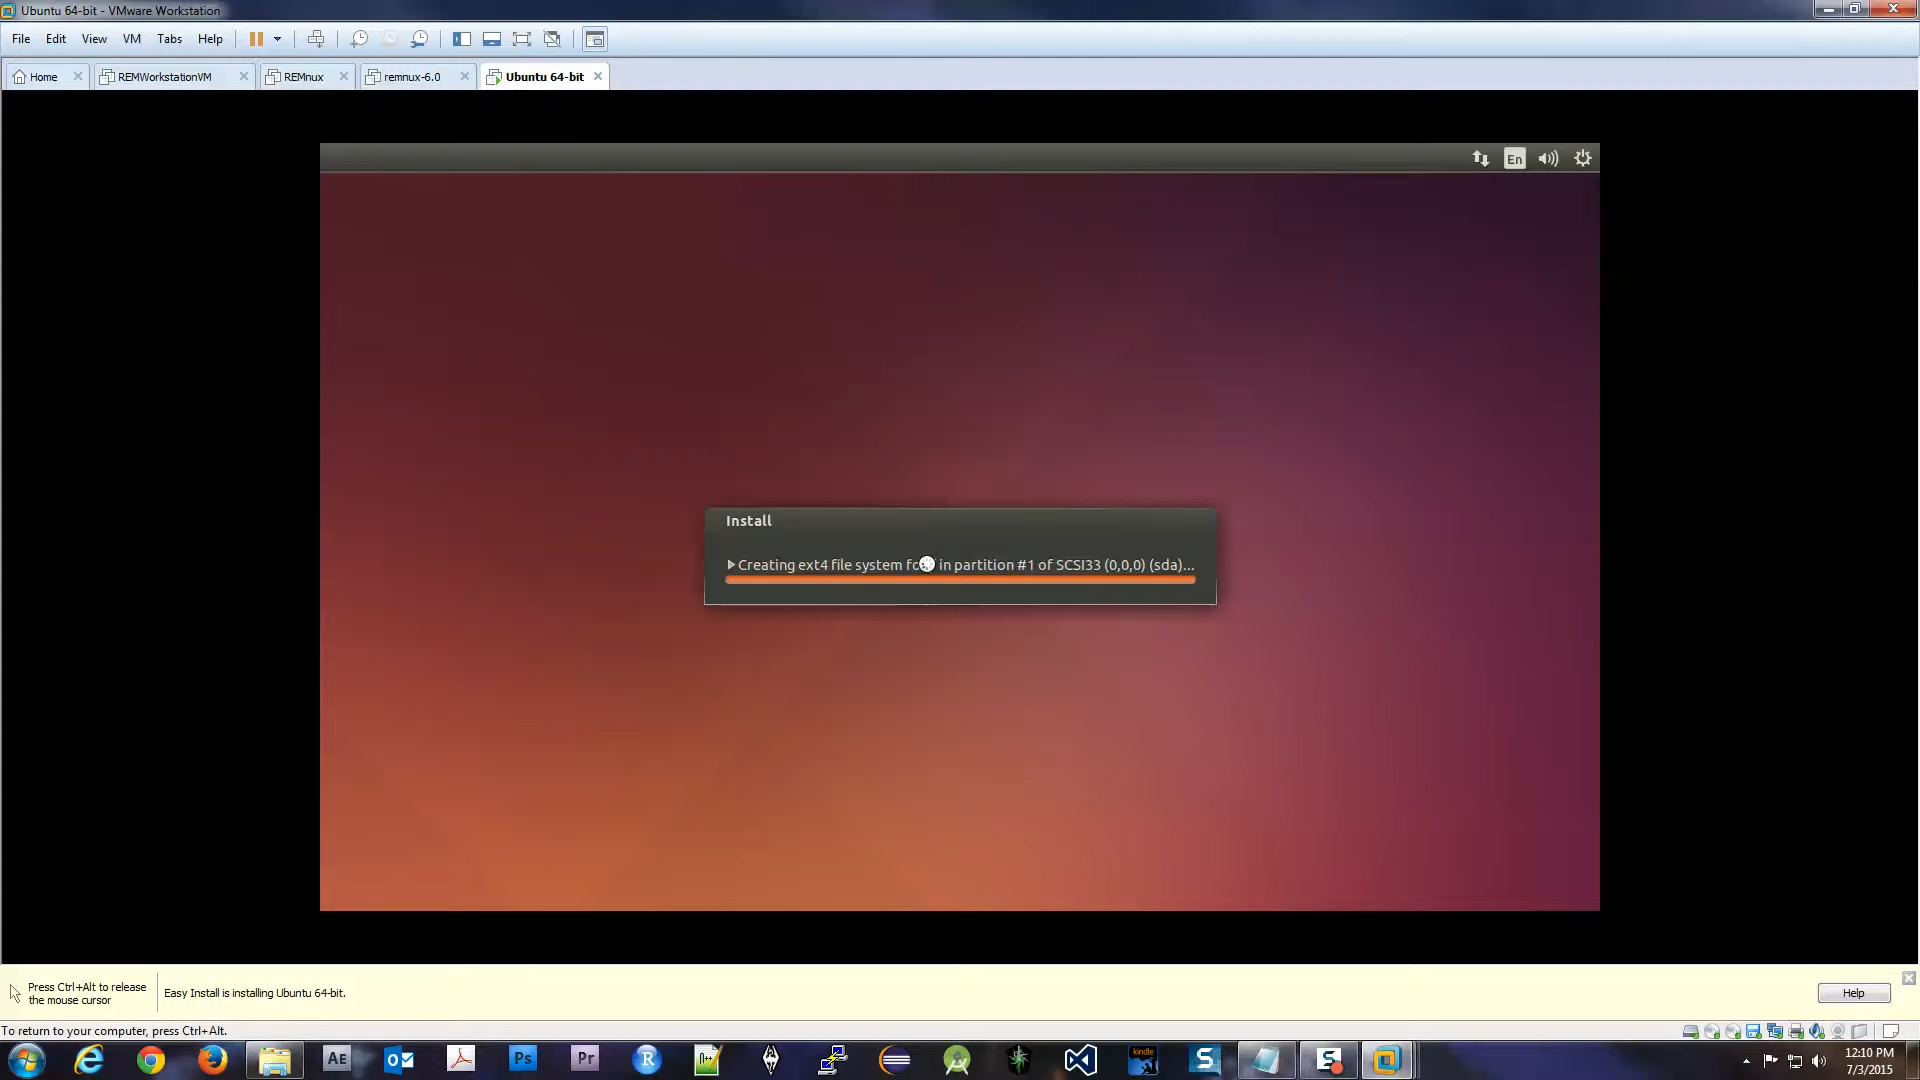 Ubuntu 64-bit - VMware Workstation
File Edit View VM Tabs Help
Home REMWorkstationVM REMnux remnux-6.0 Ubuntu 64-bit
En
Install
Creating ext4 file system fo in partition #1 of SCSI33 (0,0,0) (sda)...
Press Ctrl+Alt to release
the mouse cursor
Easy Install is installing Ubuntu 64-bit.
Help
To return to your computer, press Ctrl+Alt.
AE Ps Pr R n++ kindle S S
12:10 PM
7/3/2015